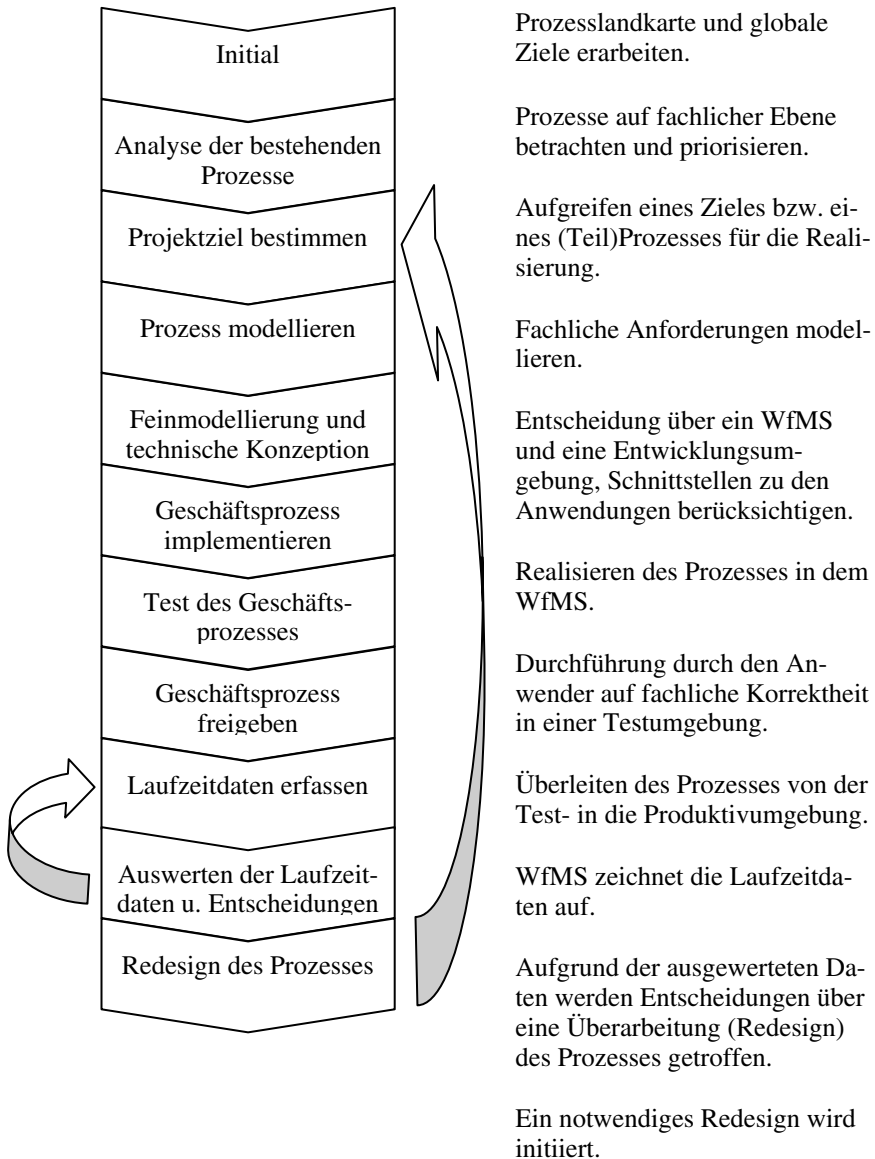 Initial
Analyse der bestehenden
Prozesse
Projektziel bestimmen
Prozess modellieren
Feinmodellierung und
technische Konzeption
Geschäftsprozess
implementieren
Test des Geschäfts-
prozesses
Geschäftsprozess
freigeben
Laufzeitdaten erfassen
Auswerten der Laufzeit-
daten u. Entscheidungen
Redesign des Prozesses
Prozesslandkarte und globale
Ziele erarbeiten.
Prozesse auf fachlicher Ebene
betrachten und priorisieren.
Aufgreifen eines Zieles bzw. ei-
nes (Teil)Prozesses für die Reali-
sierung.
Fachliche Anforderungen model-
lieren.
Entscheidung über ein WfMS
und eine Entwicklungsum-
gebung, Schnittstellen zu den
Anwendungen berücksichtigen.
Realisieren des Prozesses in dem
WfMS.
Durchführung durch den An-
wender auf fachliche Korrektheit
in einer Testumgebung.
Überleiten des Prozesses von der
Test- in die Produktivumgebung.
WfMS zeichnet die Laufzeitda-
ten auf.
Aufgrund der ausgewerteten Da-
ten werden Entscheidungen über
eine Überarbeitung (Redesign)
des Prozesses getroffen.
Ein notwendiges Redesign wird
initiiert.